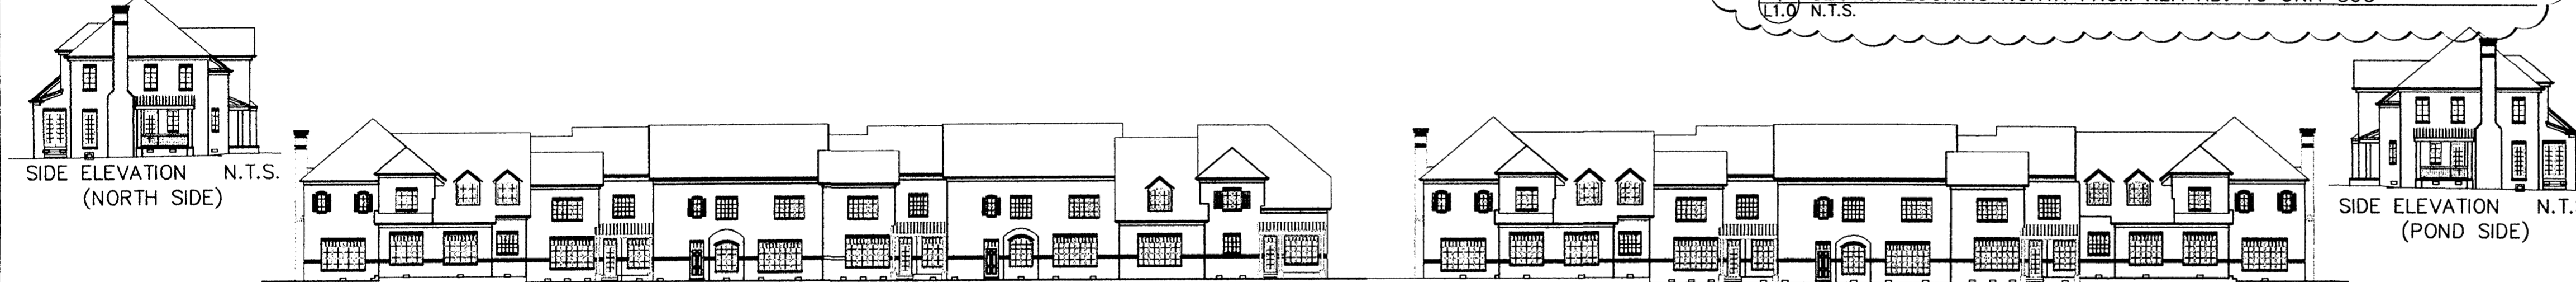 L1.0 N.T.S.
SIDE ELEVATION N.T.S.
(NORTH SIDE)
SIDE ELEVATION N.T.
(POND SIDE)